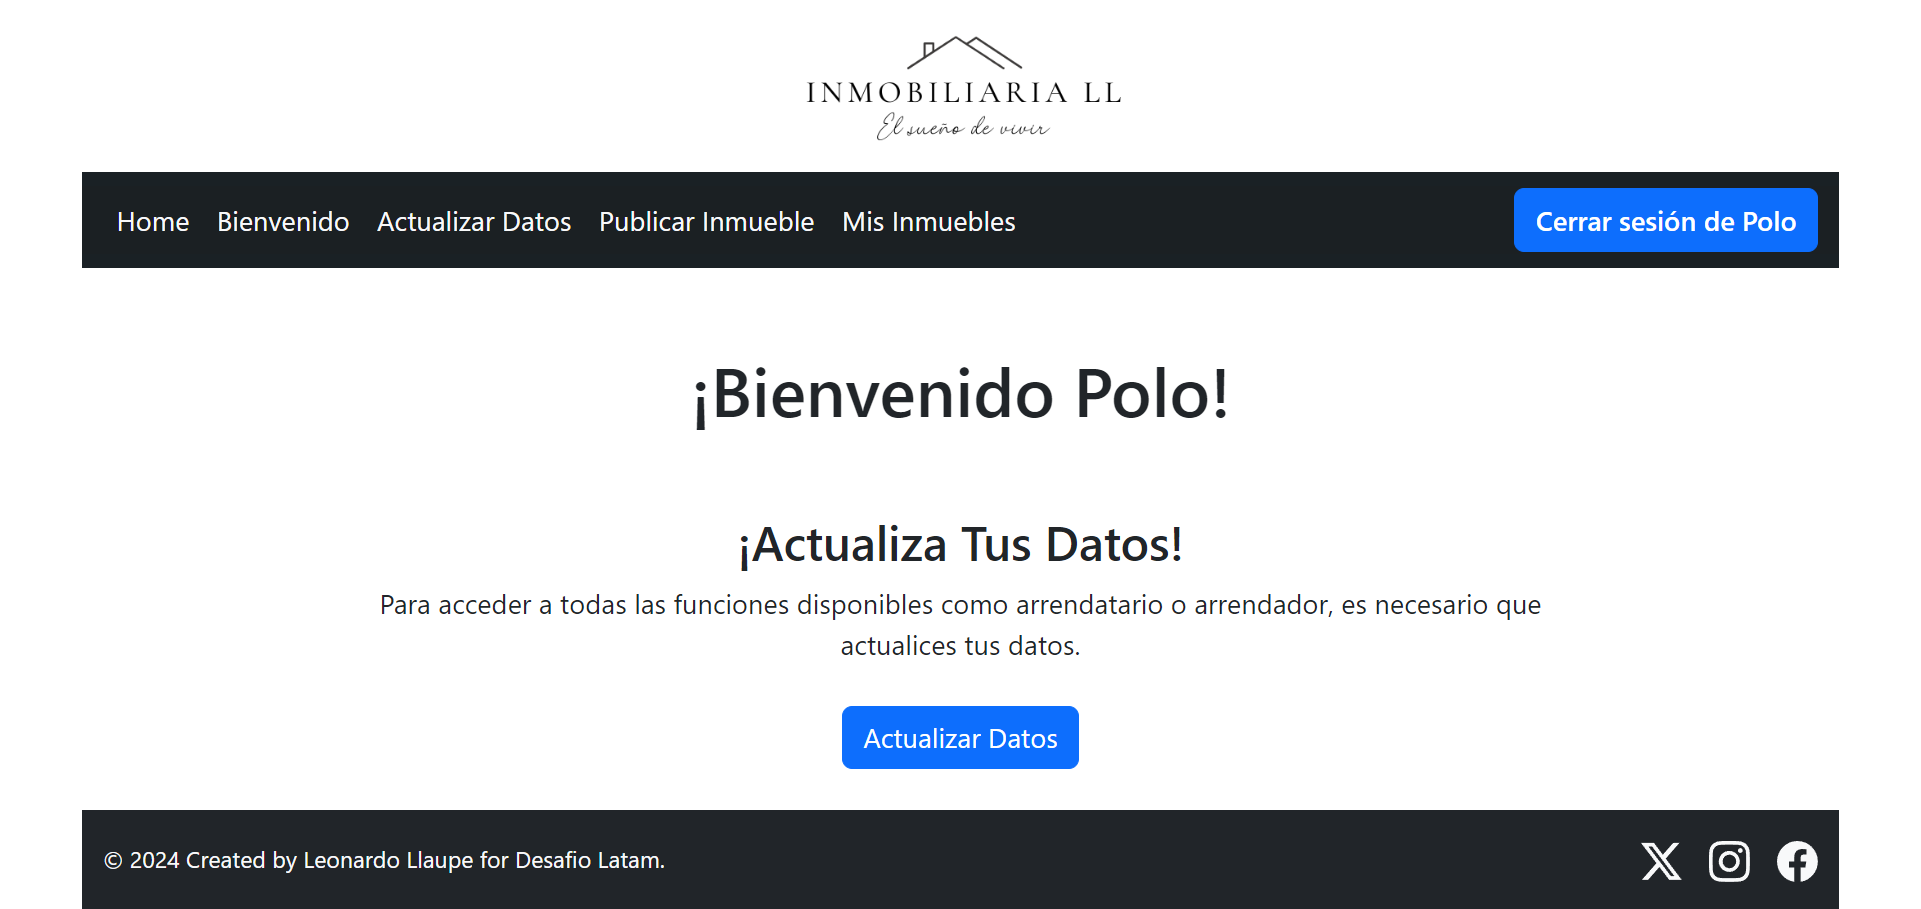 INMOBILIARIA LL
El sueño de vivir
Home Bienvenido Actualizar Datos Publicar Inmueble Mis Inmuebles Cerrar sesión de Polo
¡Bienvenido Polo!
¡Actualiza Tus Datos!
Para acceder a todas las funciones disponibles como arrendatario o arrendador, es necesario que
actualices tus datos.
Actualizar Datos
© 2024 Created by Leonardo Llaupe for Desafio Latam.